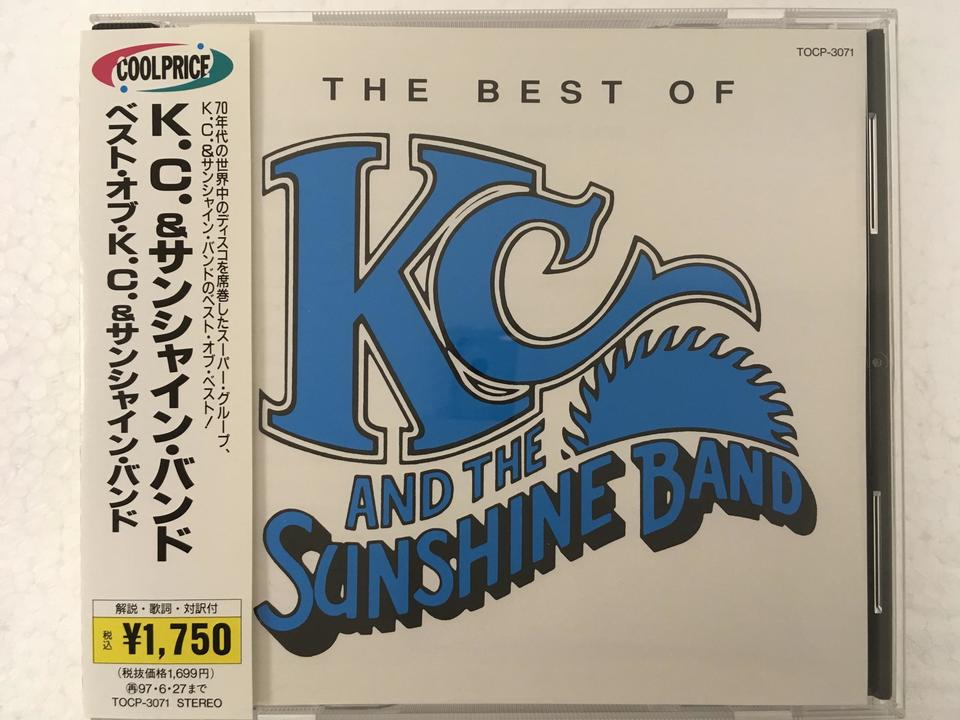 COOLPRICE
70年代の世界中のディスコを席巻したスーパー・グループ、
K.C.&サンシャイン・バンドのベスト・オブ・ベスト!
K.C.&サンシャイン・バンド
ベスト・オブ・K.C.&サンシャイン・バンド
解説・歌詞・対訳付
税込 ¥1,750
(税抜価格1,699円)
再97・6・27まで
TOCP-3071 STEREO
TOCP-3071
THE BEST OF
KC
AND THE
SUNSHINE BAND